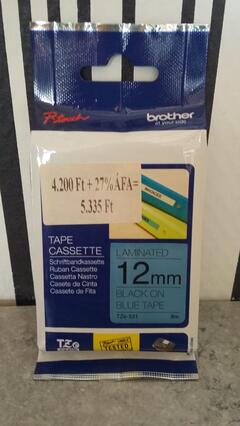 P-touch
brother
at your side
4.200 Ft + 27% ÁFA=
5.335 Ft
TAPE
CASSETTE
Schriftbandkassette
Ruban Cassette
Cassetta Nastro
Casete de Cinta
Cassete de Fita
LAMINATED
12mm
BLACK ON
BLUE TAPE
TZe-531
8m
TZe
TESTED